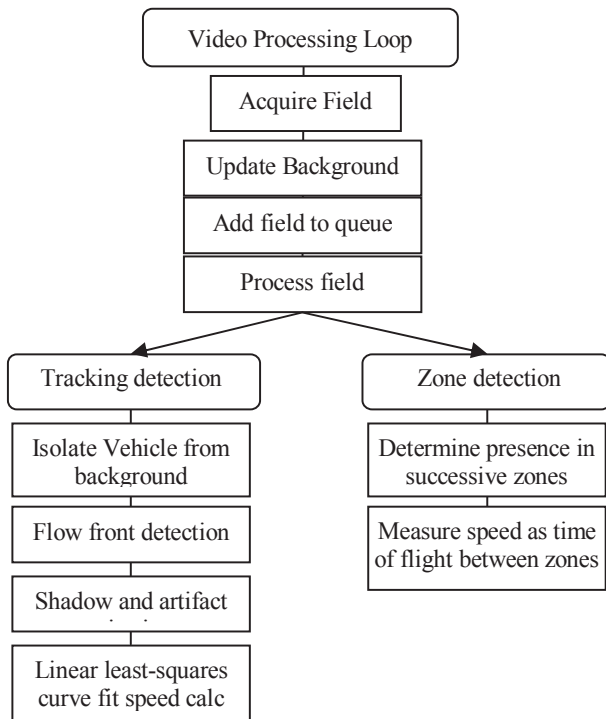 Video Processing Loop
Acquire Field
Update Background
Add field to queue
Process field
Tracking detection
Isolate Vehicle from
background
Flow front detection
Shadow and artifact
Linear least-squares
curve fit speed calc
Zone detection
Determine presence in
successive zones
Measure speed as time
of flight between zones